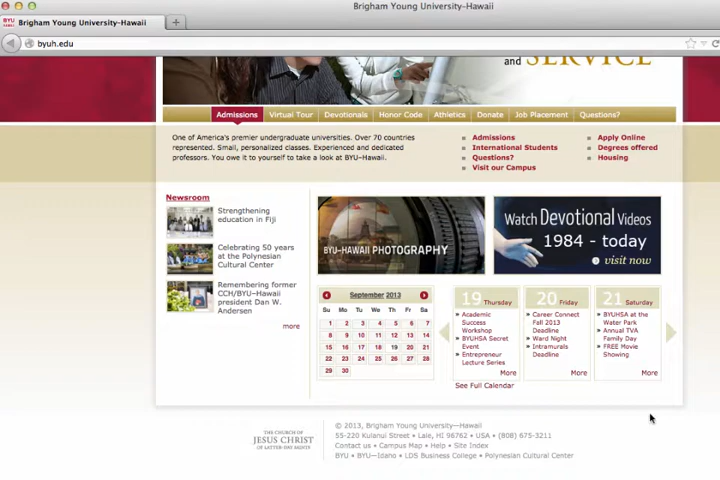 Brigham Young University-Hawaii
BYU
Brigham Young University-Hawaii
byuh.edu
and SERVICE
Admissions Virtual Tour Devotionals Honor Code Athletics Donate Job Placement Questions?
One of America's premier undergraduate universities. Over 70 countries
represented. Small, personalized classes. Experienced and dedicated
professors. You owe it to yourself to take a look at BYU–Hawaii.
Admissions
International Students
Questions?
Visit our Campus
Apply Online
Degrees offered
Housing
Newsroom
Strengthening
education in Fiji
Celebrating 50 years
at the Polynesian
Cultural Center
Remembering former
CCH/BYU–Hawaii
president Dan W.
Andersen
more
BYU-HAWAII PHOTOGRAPHY
Watch Devotional Videos
1984 - today
visit now
September 2013
Su Mo Tu We Th Fr Sa
1 2 3 4 5 6 7
8 9 10 11 12 13 14
15 16 17 18 19 20 21
22 23 24 25 26 27 28
29 30
19 Thursday
» Academic
Success
Workshop
» BYUHSA Secret
Event
» Entrepreneur
Lecture Series
More
20 Friday
» Career Connect
Fall 2013
Deadline
» Ward Night
» Intramurals
Deadline
More
21 Saturday
» BYUHSA at the
Water Park
» Annual TVA
Family Day
» FREE Movie
Showing
More
See Full Calendar
THE CHURCH OF
JESUS CHRIST
OF LATTER-DAY SAINTS
© 2013, Brigham Young University—Hawaii
55-220 Kulanui Street • Laie, HI 96762 • USA • (808) 675-3211
Contact us • Campus Map • Help • Site Index
BYU • BYU—Idaho • LDS Business College • Polynesian Cultural Center